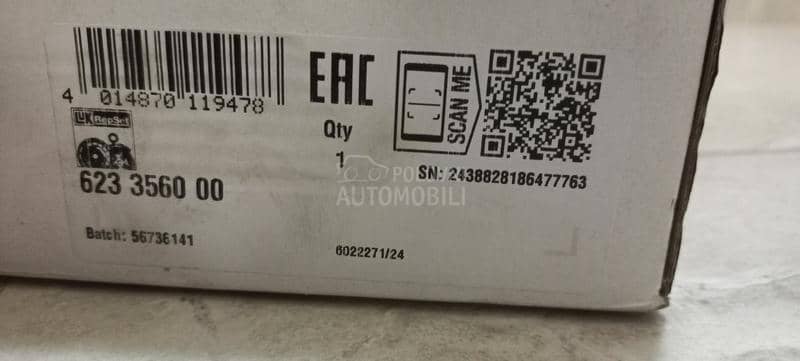 4 014870 119478
EAC
SCAN ME
LUK RepSet
Qty
1
623 3560 00
SN: 2438828186477763
POLOVNI
AUTOMOBILI
Batch: 56736141
6022271/24